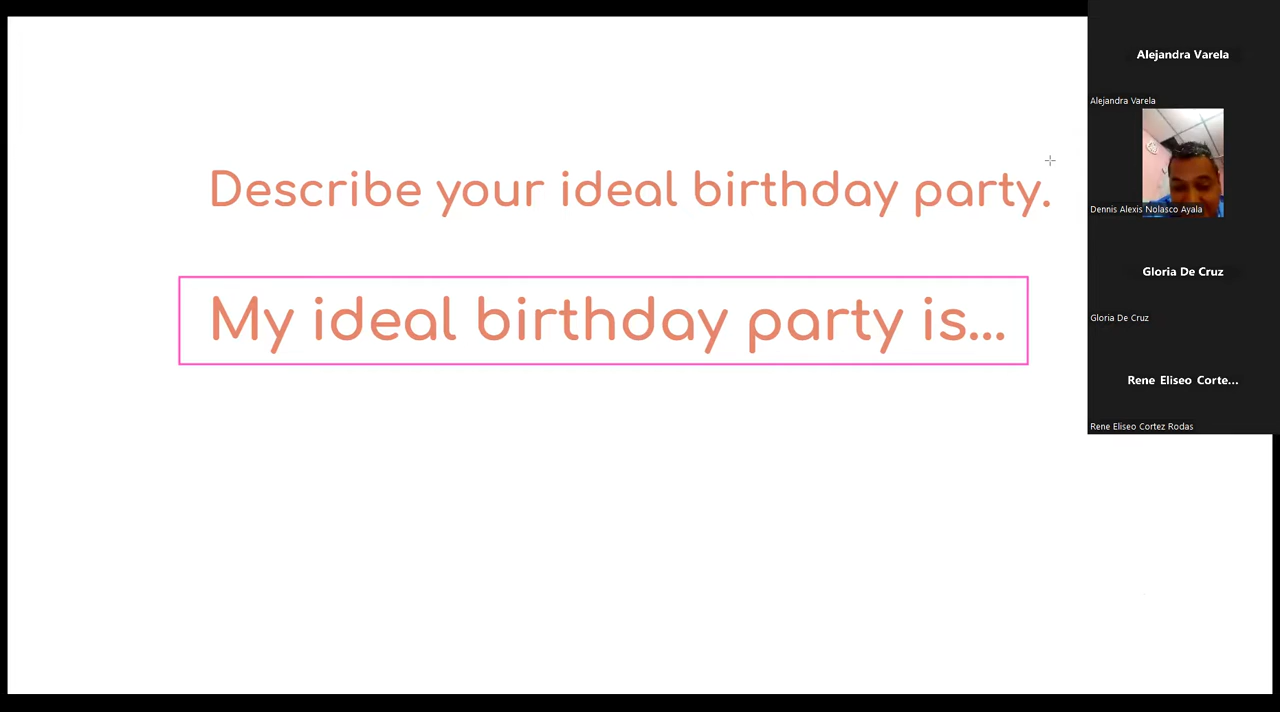 Describe your ideal birthday party.
My ideal birthday party is...
Alejandra Varela
Alejandra Varela
Dennis Alexis Nolasco Ayala
Gloria De Cruz
Gloria De Cruz
Rene Eliseo Corte...
Rene Eliseo Cortez Rodas